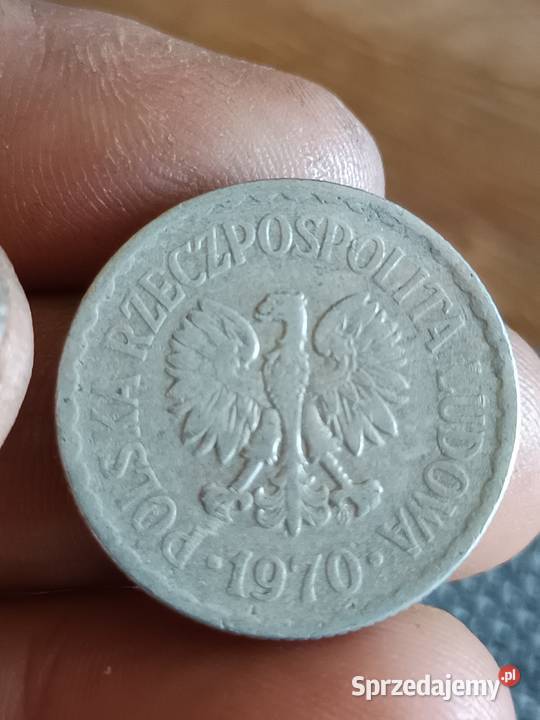 POLSKA RZECZPOSPOLITA LUDOWA
· 1970 ·
Sprzedajemy.pl